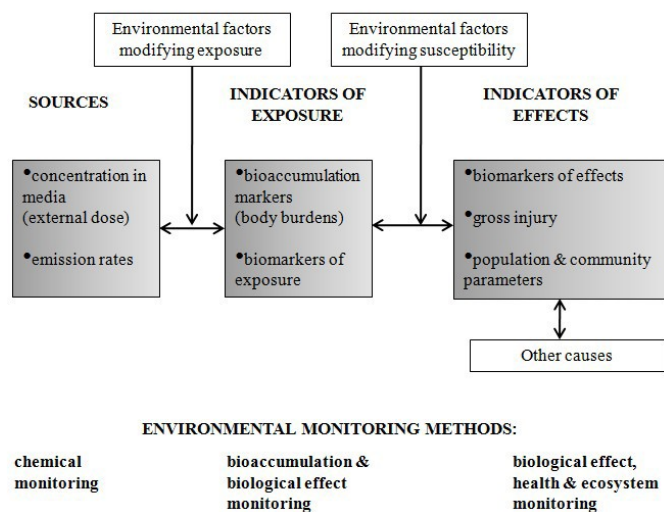 Environmental factors
modifying exposure
Environmental factors
modifying susceptibility
SOURCES
INDICATORS OF
EXPOSURE
INDICATORS OF
EFFECTS
•concentration in
media
(external dose)
•emission rates
•bioaccumulation
markers
(body burdens)
•biomarkers of
exposure
•biomarkers of effects
•gross injury
•population & community
parameters
Other causes
ENVIRONMENTAL MONITORING METHODS:
chemical
monitoring
bioaccumulation &
biological effect
monitoring
biological effect,
health & ecosystem
monitoring